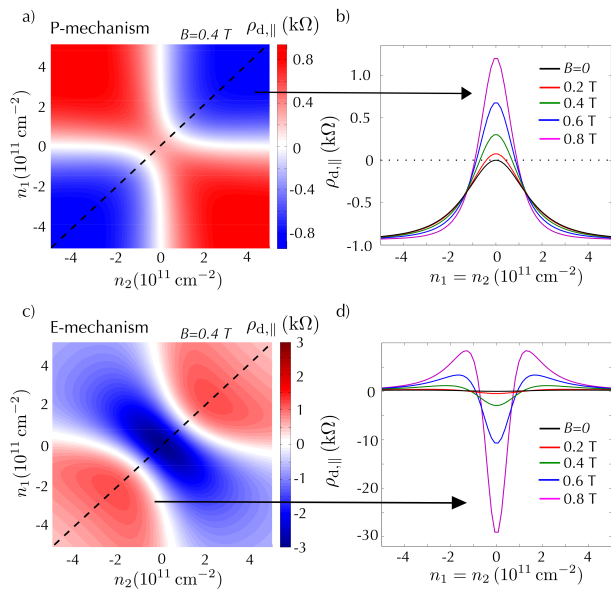 a)
P-mechanism
B=0.4 T
ρd,|| (kΩ)
4
2
0
-2
-4
n1(10^11 cm^−2)
-4
-2
0
2
4
n2(10^11 cm^−2)
0.8
0.4
0
-0.4
-0.8
b)
1.0
0.5
0
-0.5
-1.0
ρd,|| (kΩ)
B=0
0.2 T
0.4 T
0.6 T
0.8 T
-4
-2
0
2
4
n1 = n2 (10^11 cm^−2)
c)
E-mechanism
B=0.4 T
ρd,|| (kΩ)
4
2
0
-2
-4
n1(10^11 cm^−2)
-4
-2
0
2
4
n2(10^11 cm^−2)
3
2
1
0
-1
-2
-3
d)
0
-10
-20
-30
ρd,|| (kΩ)
B=0
0.2 T
0.4 T
0.6 T
0.8 T
-4
-2
0
2
4
n1 = n2 (10^11 cm^−2)